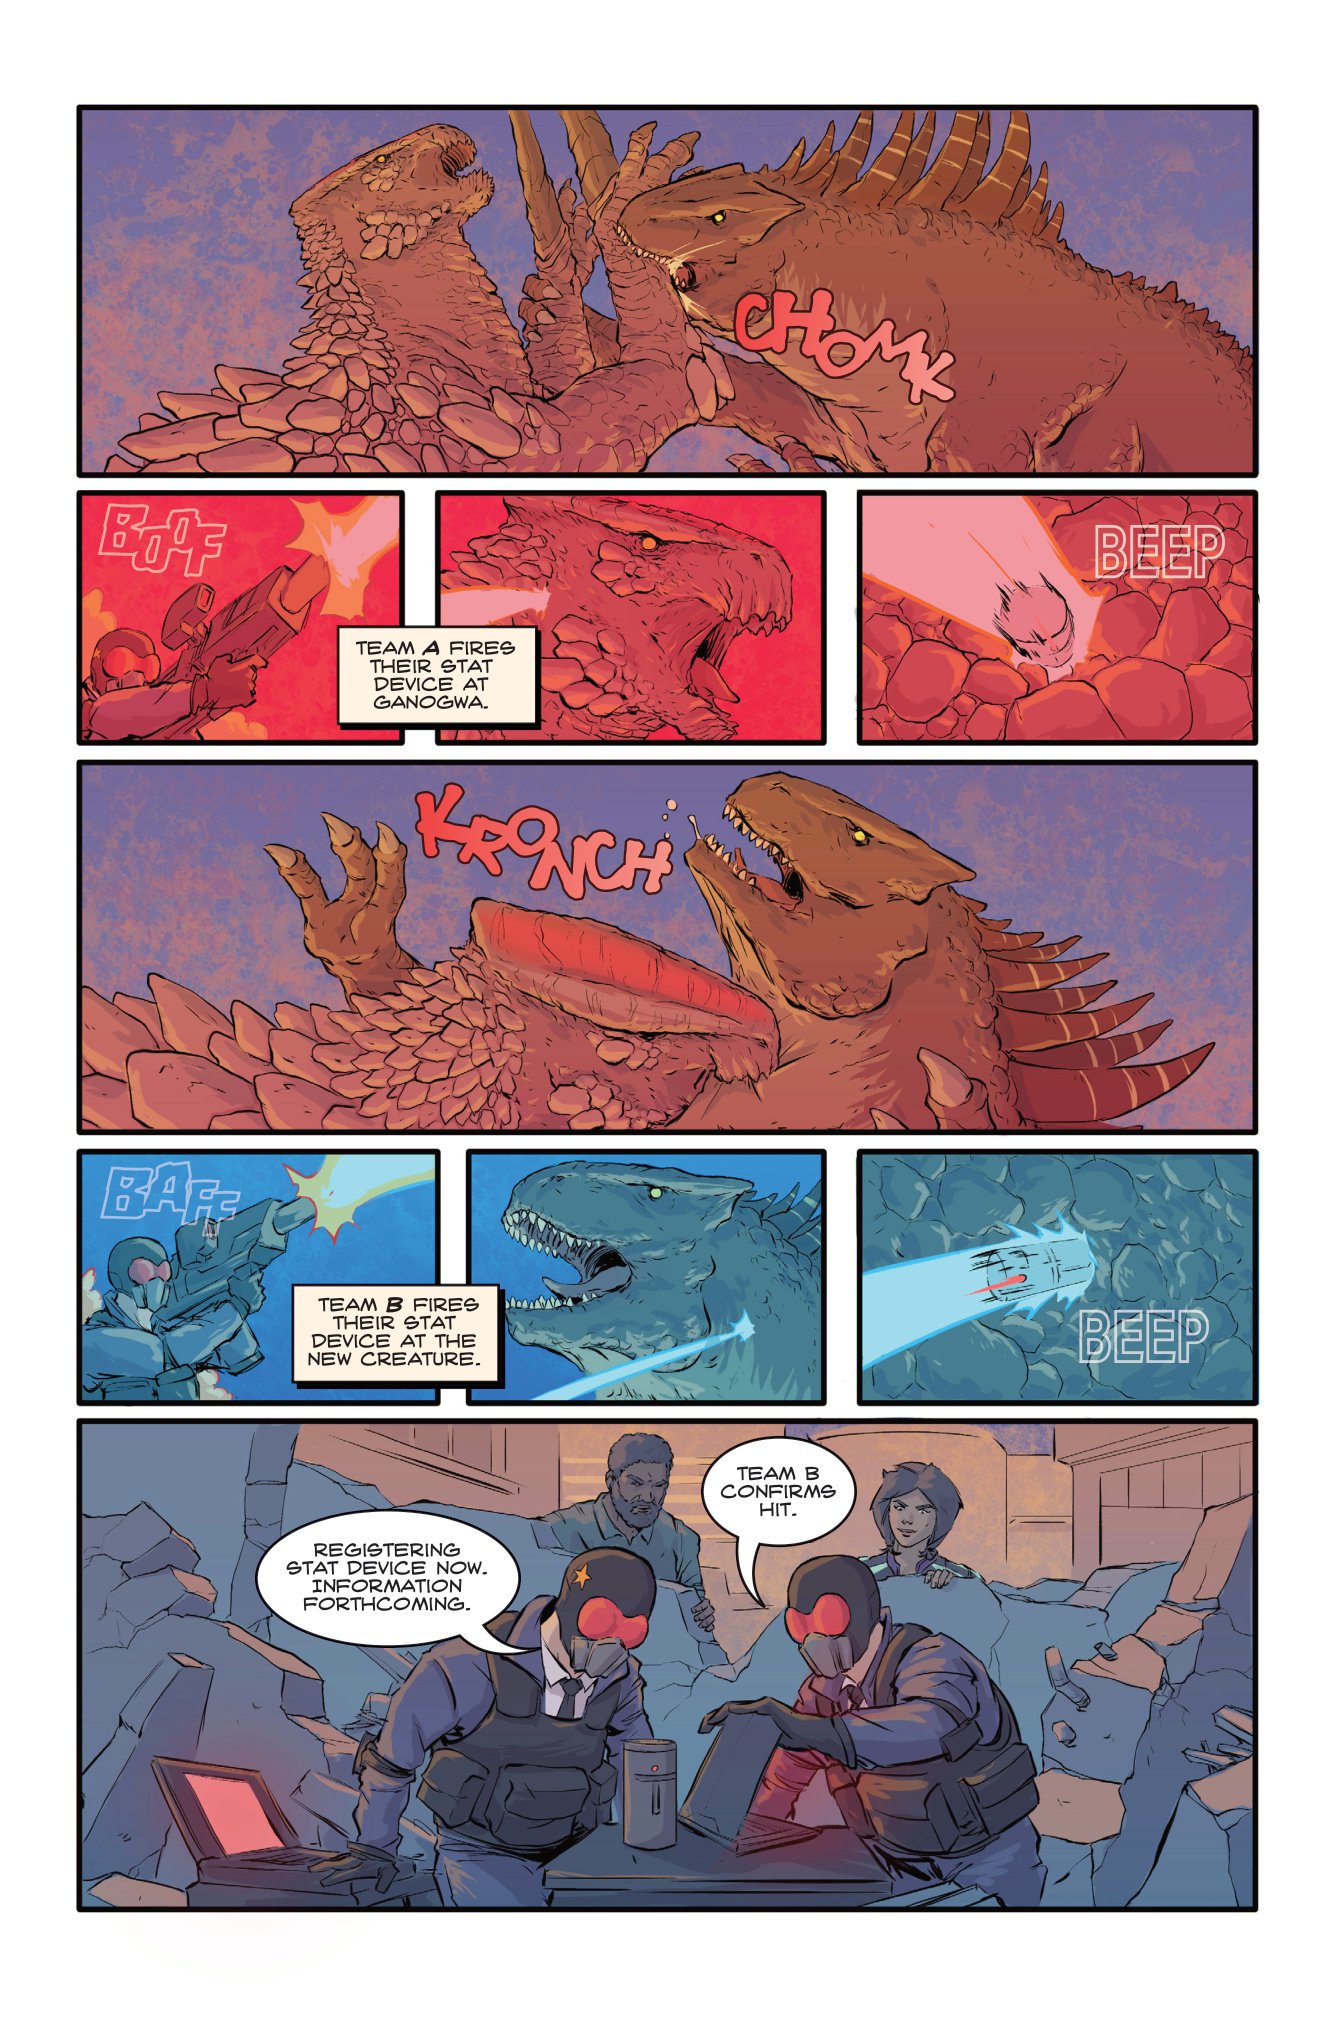 CHOMK
BOOF
TEAM A FIRES
THEIR STAT
DEVICE AT
GANOGWA.
BEEP
KRONCH
BAFF
TEAM B FIRES
THEIR STAT
DEVICE AT THE
NEW CREATURE.
BEEP
REGISTERING
STAT DEVICE NOW.
INFORMATION
FORTHCOMING.
TEAM B
CONFIRMS
HIT.